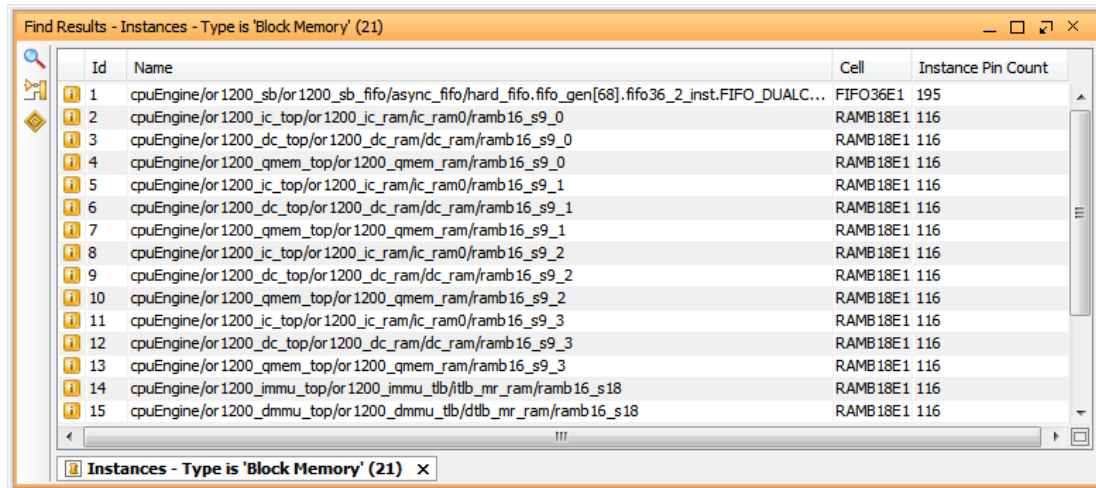 Find Results - Instances - Type is 'Block Memory' (21)
Id Name Cell Instance Pin Count
1 cpuEngine/or1200_sb/or1200_sb_fifo/async_fifo/hard_fifo.fifo_gen[68].fifo36_2_inst.FIFO_DUALC... FIFO36E1 195
2 cpuEngine/or1200_ic_top/or1200_ic_ram/ic_ram0/ramb16_s9_0 RAMB18E1 116
3 cpuEngine/or1200_dc_top/or1200_dc_ram/dc_ram/ramb16_s9_0 RAMB18E1 116
4 cpuEngine/or1200_qmem_top/or1200_qmem_ram/ramb16_s9_0 RAMB18E1 116
5 cpuEngine/or1200_ic_top/or1200_ic_ram/ic_ram0/ramb16_s9_1 RAMB18E1 116
6 cpuEngine/or1200_dc_top/or1200_dc_ram/dc_ram/ramb16_s9_1 RAMB18E1 116
7 cpuEngine/or1200_qmem_top/or1200_qmem_ram/ramb16_s9_1 RAMB18E1 116
8 cpuEngine/or1200_ic_top/or1200_ic_ram/ic_ram0/ramb16_s9_2 RAMB18E1 116
9 cpuEngine/or1200_dc_top/or1200_dc_ram/dc_ram/ramb16_s9_2 RAMB18E1 116
10 cpuEngine/or1200_qmem_top/or1200_qmem_ram/ramb16_s9_2 RAMB18E1 116
11 cpuEngine/or1200_ic_top/or1200_ic_ram/ic_ram0/ramb16_s9_3 RAMB18E1 116
12 cpuEngine/or1200_dc_top/or1200_dc_ram/dc_ram/ramb16_s9_3 RAMB18E1 116
13 cpuEngine/or1200_qmem_top/or1200_qmem_ram/ramb16_s9_3 RAMB18E1 116
14 cpuEngine/or1200_immu_top/or1200_immu_tlb/itlb_mr_ram/ramb16_s18 RAMB18E1 116
15 cpuEngine/or1200_dmmu_top/or1200_dmmu_tlb/dtlb_mr_ram/ramb16_s18 RAMB18E1 116
Instances - Type is 'Block Memory' (21)